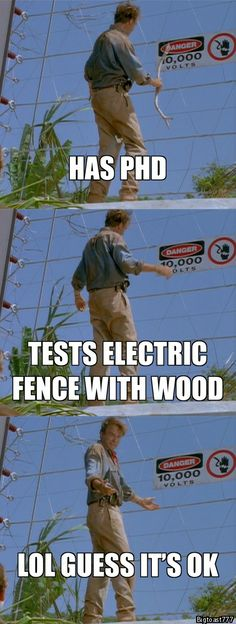 DANGER
10,000
VOLTS
HAS PHD
DANGER
10,000
VOLTS
TESTS ELECTRIC
FENCE WITH WOOD
DANGER
10,000
VOLTS
LOL GUESS IT'S OK
Bigtoast777